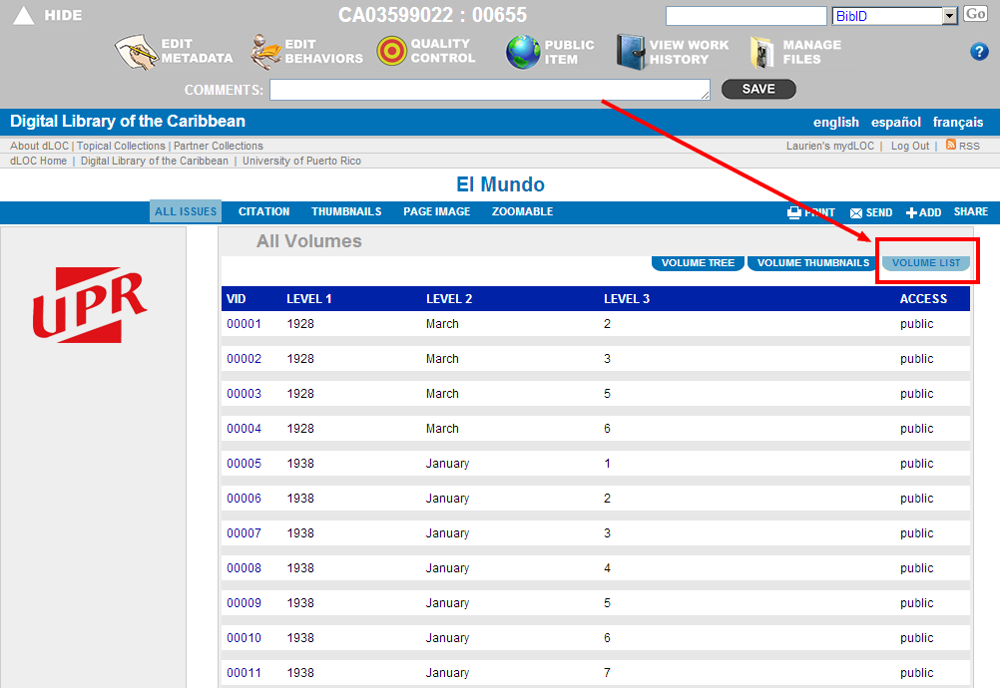 HIDE CA03599022 : 00655 BibID Go
EDIT METADATA EDIT BEHAVIORS QUALITY CONTROL PUBLIC ITEM VIEW WORK HISTORY MANAGE FILES ?
COMMENTS: SAVE
Digital Library of the Caribbean english español français
About dLOC | Topical Collections | Partner Collections Laurien's myDLOC | Log Out | RSS
dLOC Home | Digital Library of the Caribbean | University of Puerto Rico
El Mundo
ALL ISSUES CITATION THUMBNAILS PAGE IMAGE ZOOMABLE PRINT SEND ADD SHARE
All Volumes
UPR
VOLUME TREE VOLUME THUMBNAILS VOLUME LIST
VID LEVEL 1 LEVEL 2 LEVEL 3 ACCESS
00001 1928 March 2 public
00002 1928 March 3 public
00003 1928 March 5 public
00004 1928 March 6 public
00005 1938 January 1 public
00006 1938 January 2 public
00007 1938 January 3 public
00008 1938 January 4 public
00009 1938 January 5 public
00010 1938 January 6 public
00011 1938 January 7 public